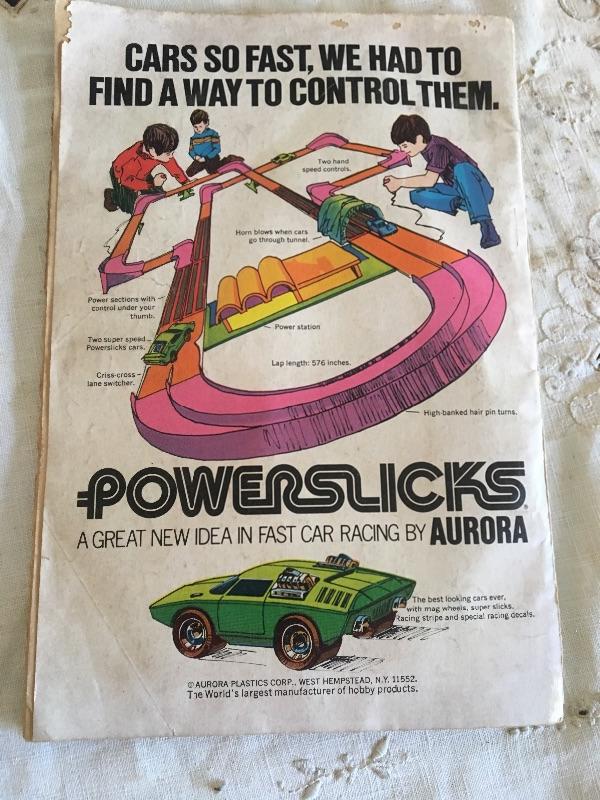 CARS SO FAST, WE HAD TO
FIND A WAY TO CONTROL THEM.
Two hand
speed controls.
Horn blows when cars
go through tunnel.
Power sections with
control under your
thumb.
Power station
Two super speed
Powerslicks cars.
Lap length: 576 inches.
Criss-cross
lane switcher.
High-banked hair pin turns.
POWERSLICKS®
A GREAT NEW IDEA IN FAST CAR RACING BY AURORA
The best looking cars ever,
with mag wheels, super slicks,
racing stripe and special racing decals.
© AURORA PLASTICS CORP., WEST HEMPSTEAD, N.Y. 11552.
The World's largest manufacturer of hobby products.